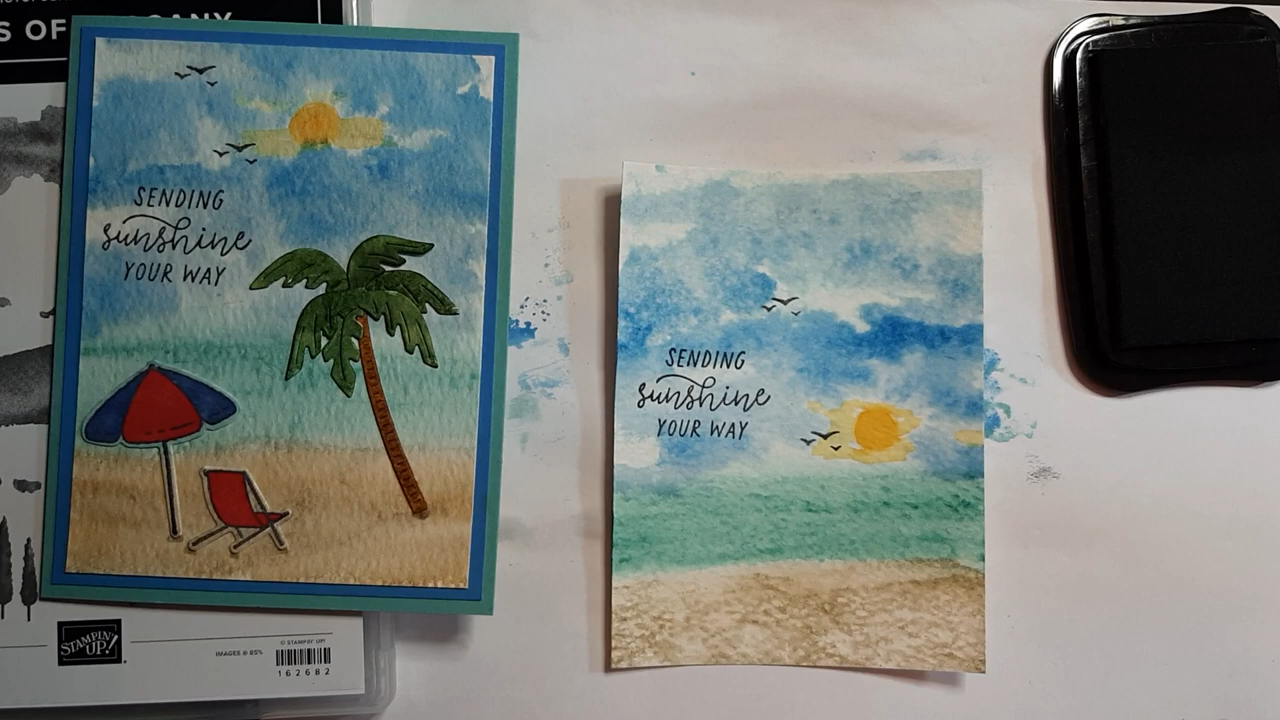 S OF
SENDING
sunshine
YOUR WAY
SENDING
sunshine
YOUR WAY
STAMPIN' UP!
© STAMPIN' UP!
IMAGES @ 85%
162682